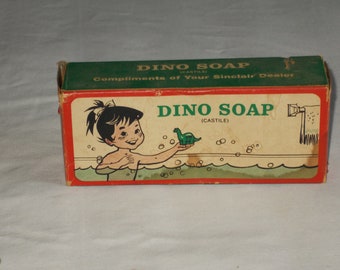 DINO SOAP
(CASTILE)
Compliments of Your Sinclair Dealer
DINO SOAP
(CASTILE)